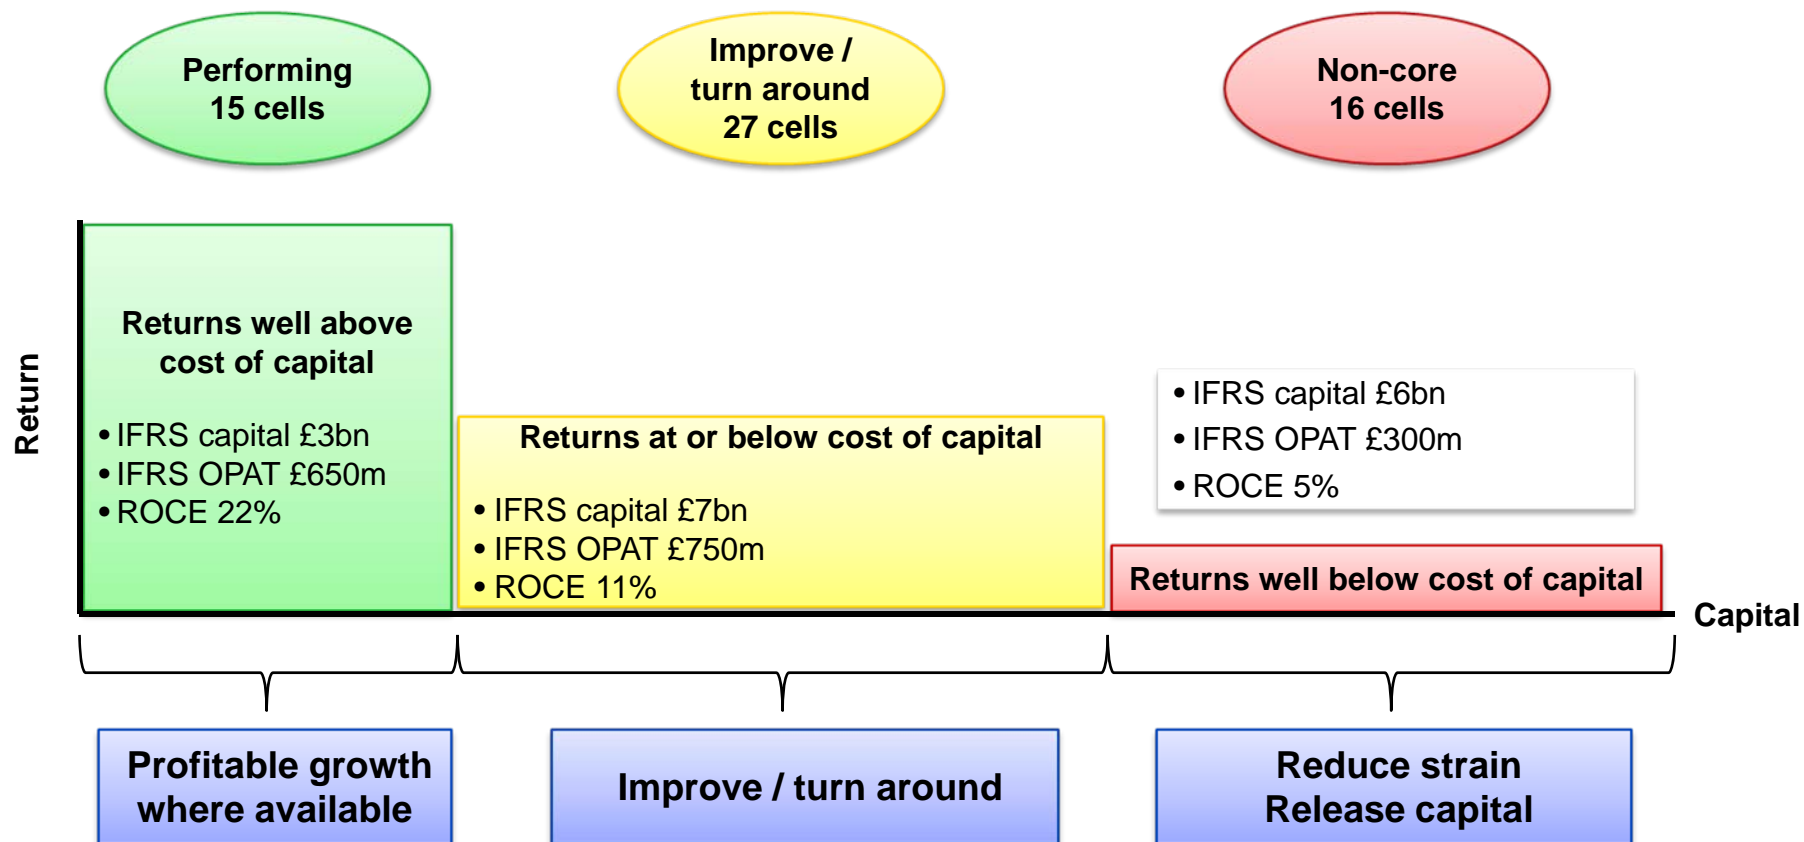 Performing
15 cells
Improve /
turn around
27 cells
Non-core
16 cells
Return
Returns well above
cost of capital
• IFRS capital £3bn
• IFRS OPAT £650m
• ROCE 22%
Returns at or below cost of capital
• IFRS capital £7bn
• IFRS OPAT £750m
• ROCE 11%
• IFRS capital £6bn
• IFRS OPAT £300m
• ROCE 5%
Returns well below cost of capital
Capital
Profitable growth
where available
Improve / turn around
Reduce strain
Release capital